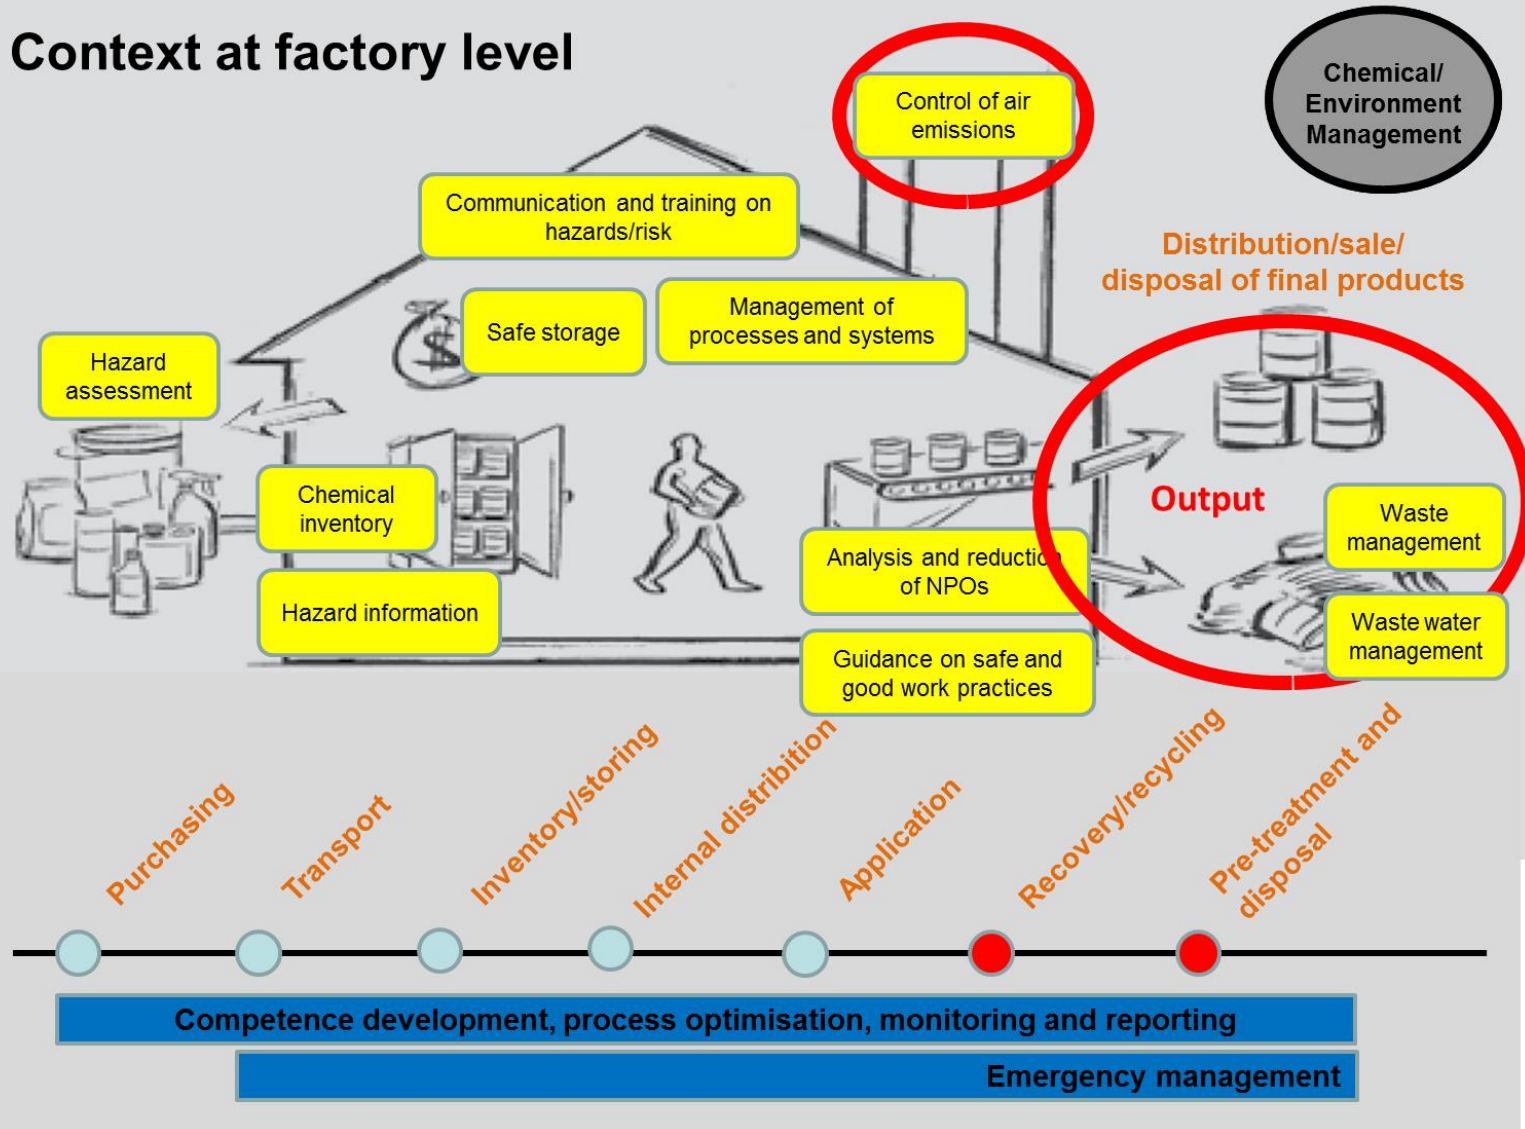 Context at factory level
Chemical/
Environment
Management
Control of air
emissions
Communication and training on
hazards/risk
Distribution/sale/
disposal of final products
Safe storage
Management of
processes and systems
Hazard
assessment
$
Chemical
inventory
Output
Waste
management
Analysis and reduction
of NPOs
Hazard information
Waste water
management
Guidance on safe and
good work practices
Purchasing
Transport
Inventory/storing
Internal distribition
Application
Recovery/recycling
Pre-treatment and
disposal
Competence development, process optimisation, monitoring and reporting
Emergency management